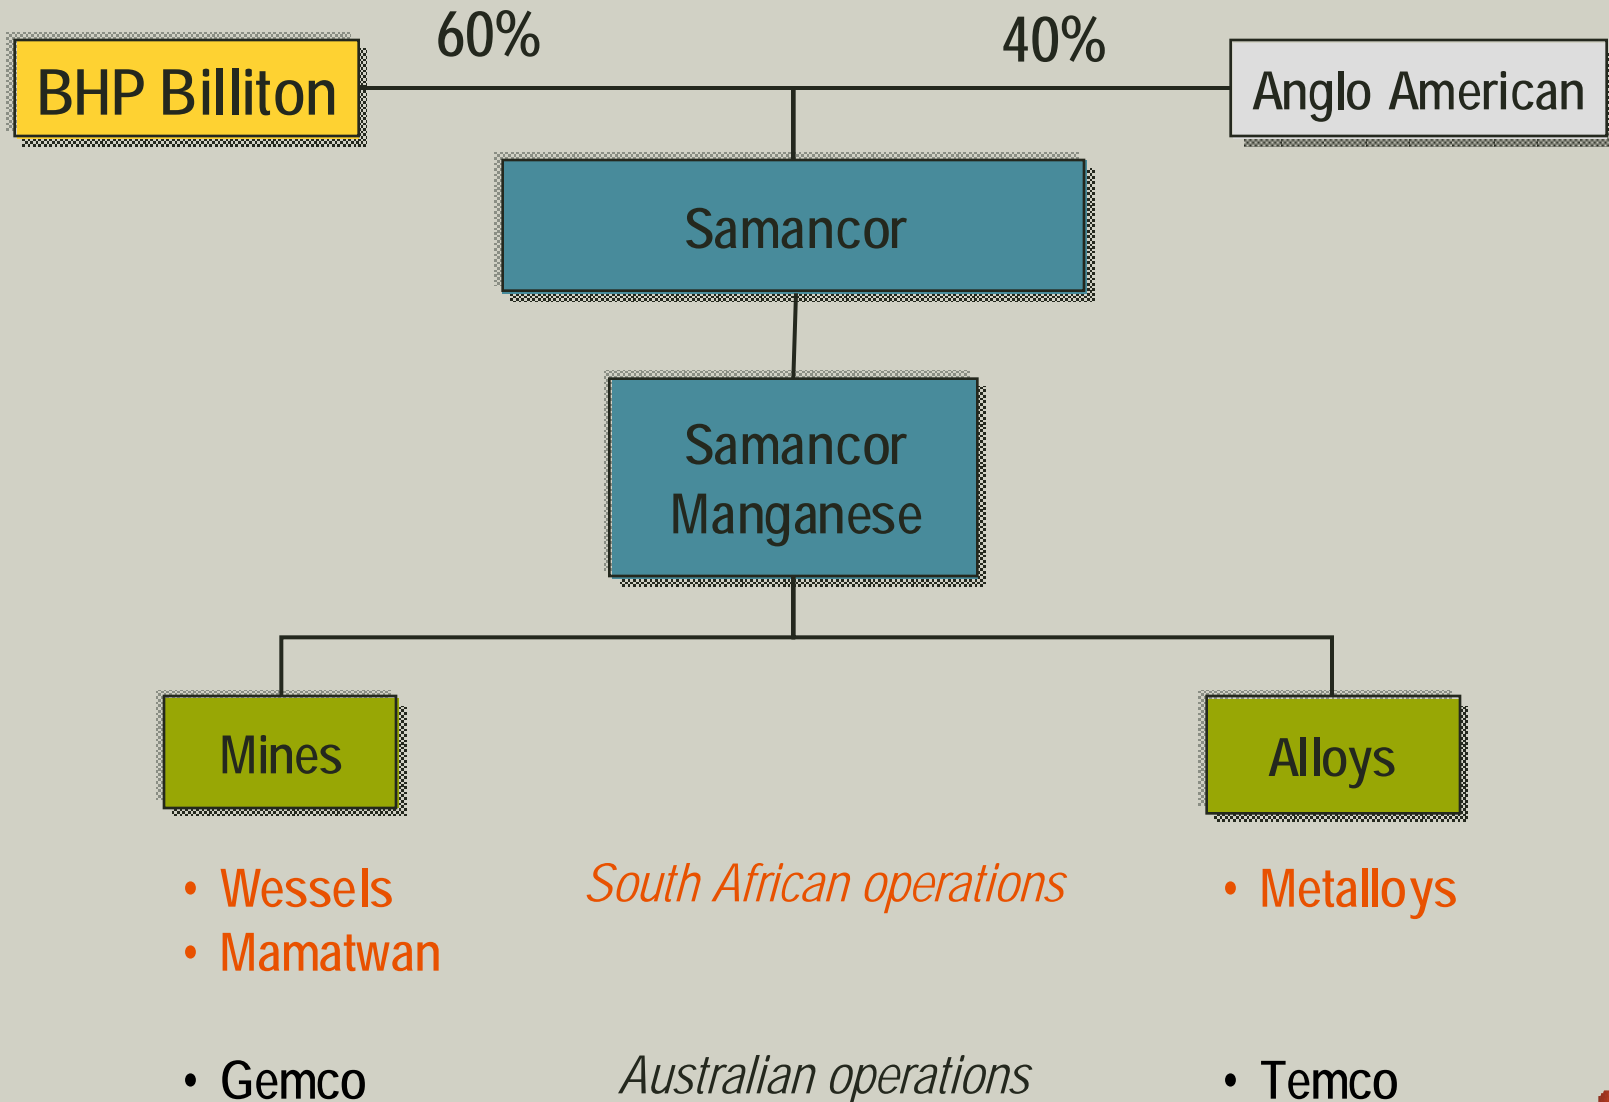 60%
40%
BHP Billiton
Anglo American
Samancor
Samancor
Manganese
Mines
Alloys
• Wessels
South African operations
• Metalloys
• Mamatwan
• Gemco
Australian operations
• Temco